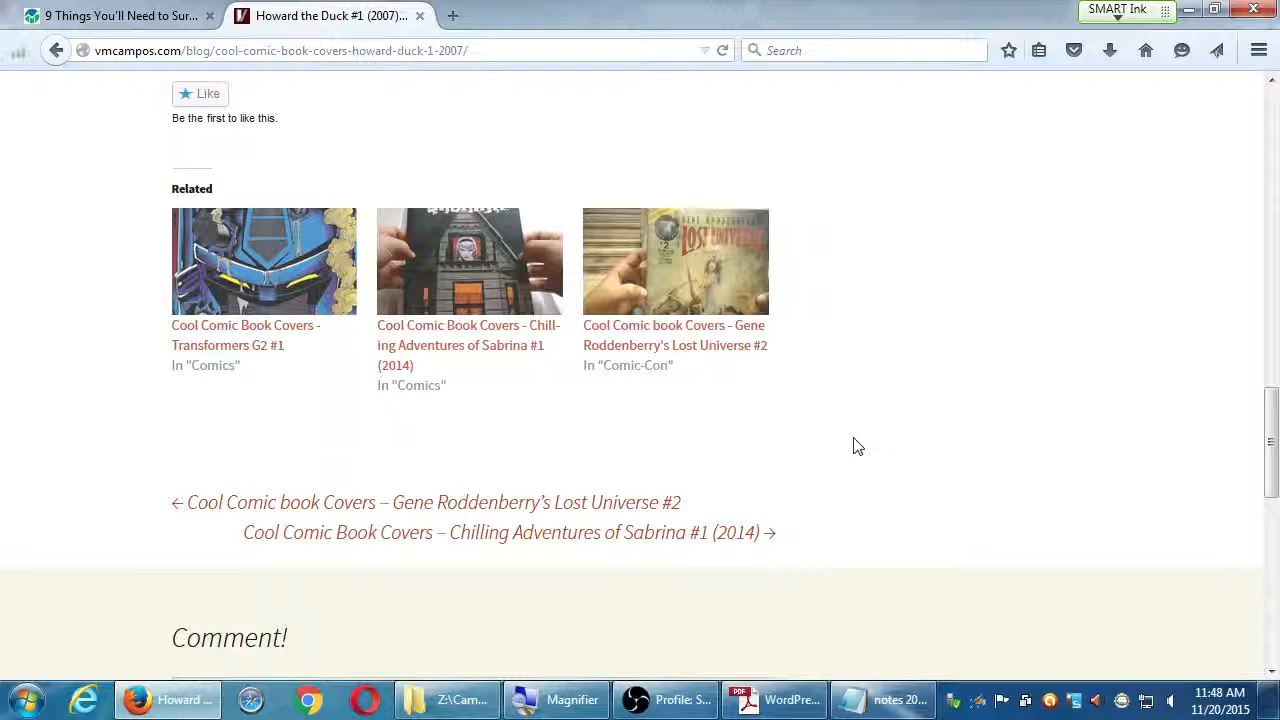 9 Things You'll Need to Sur...
Howard the Duck #1 (2007)...
SMART Ink
vmcampos.com/blog/cool-comic-book-covers-howard-duck-1-2007/
Search
Like
Be the first to like this.
Related
LOST UNIVERSE
#2
Cool Comic Book Covers -
Transformers G2 #1
In "Comics"
Cool Comic Book Covers - Chill-
ing Adventures of Sabrina #1
(2014)
In "Comics"
Cool Comic book Covers - Gene
Roddenberry's Lost Universe #2
In "Comic-Con"
← Cool Comic book Covers – Gene Roddenberry's Lost Universe #2
Cool Comic Book Covers – Chilling Adventures of Sabrina #1 (2014) →
Comment!
Howard ...
Z:\Cam...
Magnifier
Profile: S...
PDF
WordPre...
notes 20...
11:48 AM
11/20/2015